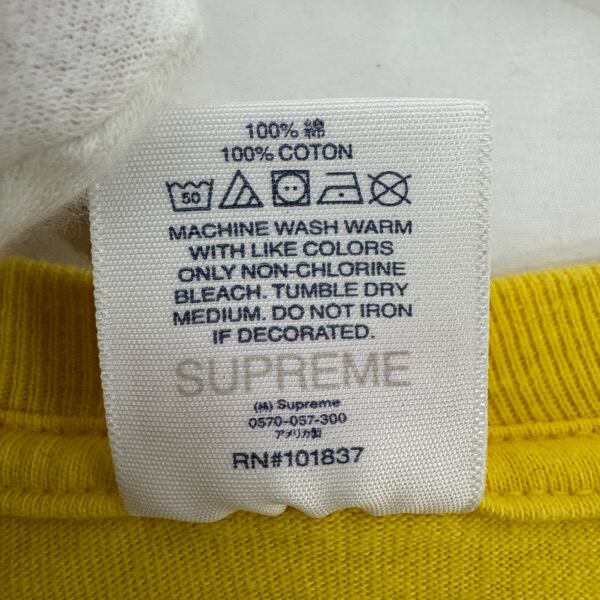 100% 綿
100% COTON
50
MACHINE WASH WARM
WITH LIKE COLORS
ONLY NON-CHLORINE
BLEACH. TUMBLE DRY
MEDIUM. DO NOT IRON
IF DECORATED.
SUPREME
(株) Supreme
0570-057-300
アメリカ製
RN#101837